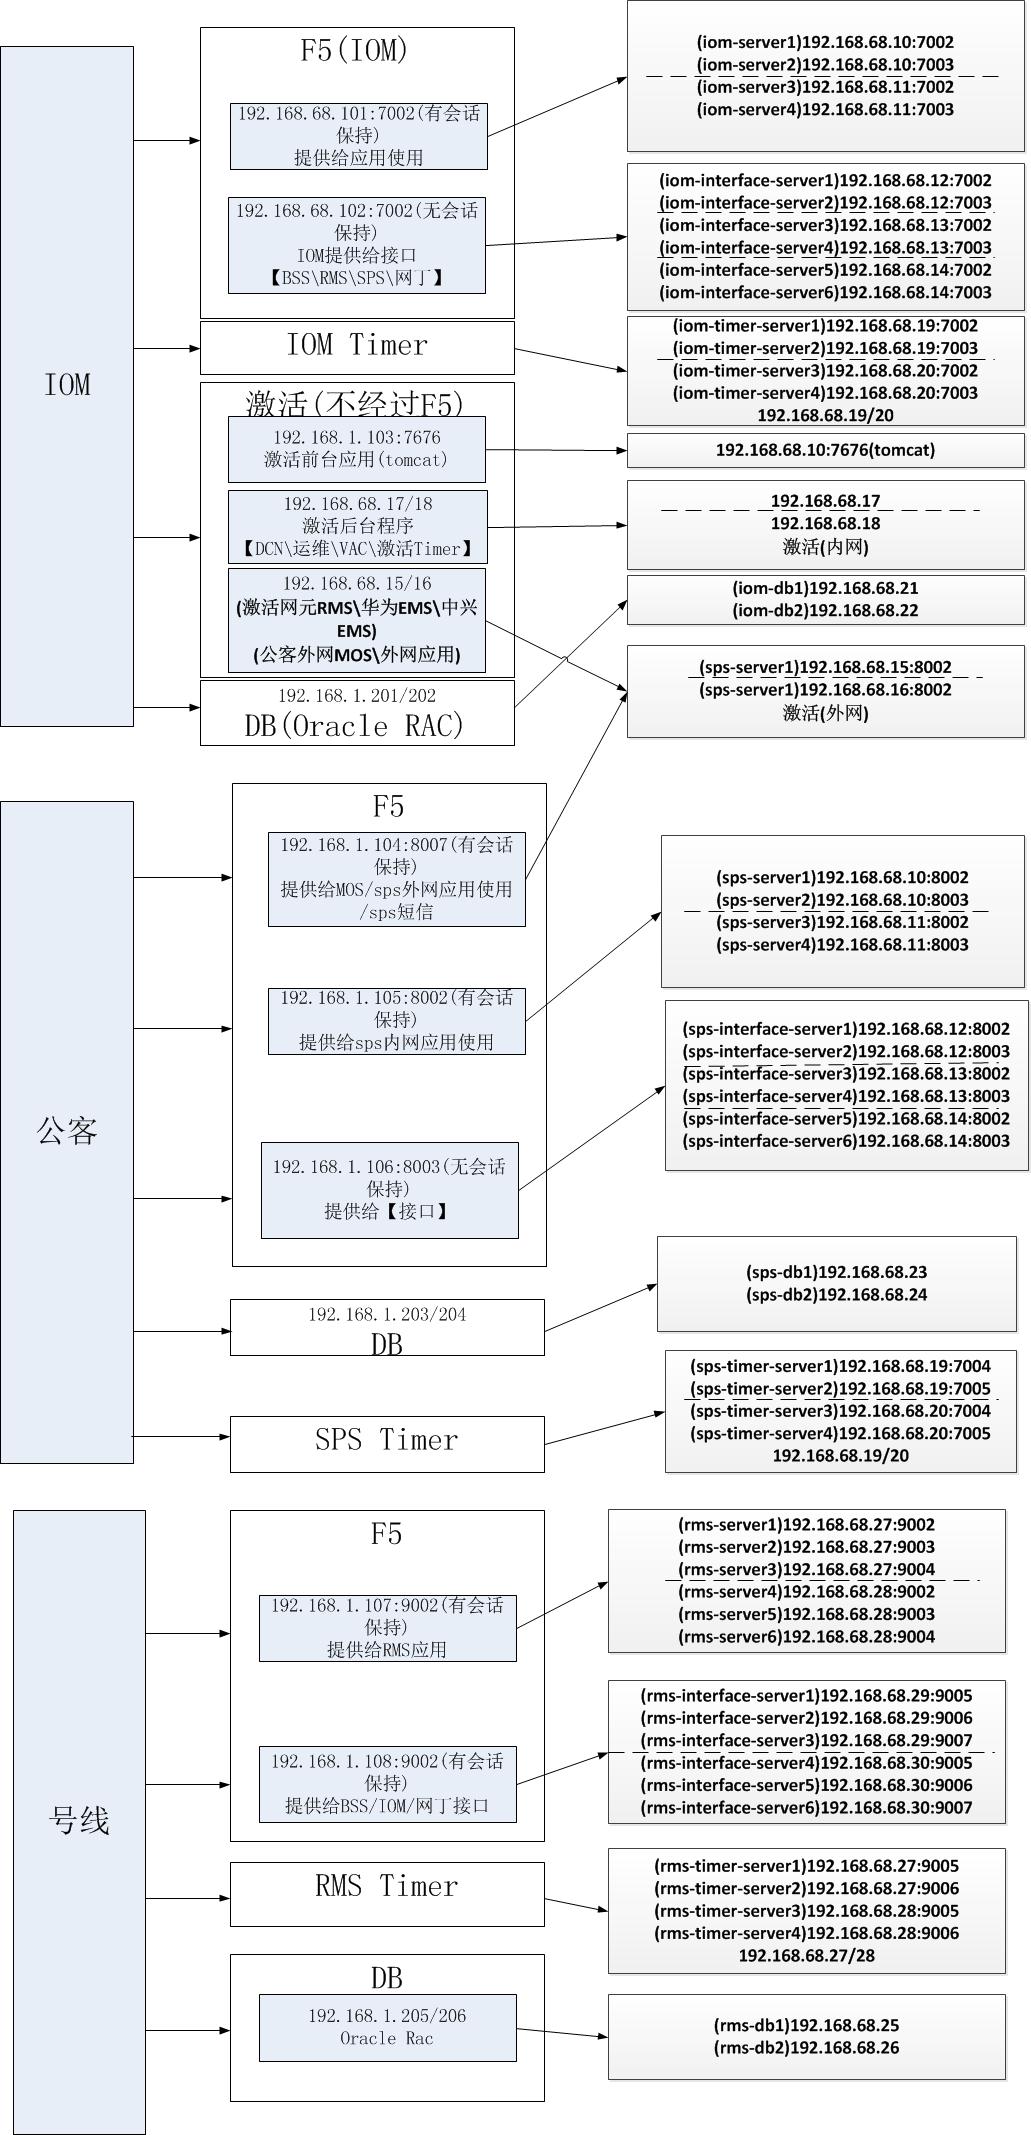 IOM
F5(IOM)
192.168.68.101:7002(有会话
保持)
提供给应用使用
192.168.68.102:7002(无会话
保持)
IOM提供给接口
【BSS\RMS\SPS\网丁】
IOM Timer
激活(不经过F5)
192.168.1.103:7676
激活前台应用(tomcat)
192.168.68.17/18
激活后台程序
【DCN\运维\VAC\激活Timer】
192.168.68.15/16
(激活网元RMS\华为EMS\中兴
EMS)
(公客外网MOS\外网应用)
192.168.1.201/202
DB(Oracle RAC)
(iom-server1)192.168.68.10:7002
(iom-server2)192.168.68.10:7003
(iom-server3)192.168.68.11:7002
(iom-server4)192.168.68.11:7003
(iom-interface-server1)192.168.68.12:7002
(iom-interface-server2)192.168.68.12:7003
(iom-interface-server3)192.168.68.13:7002
(iom-interface-server4)192.168.68.13:7003
(iom-interface-server5)192.168.68.14:7002
(iom-interface-server6)192.168.68.14:7003
(iom-timer-server1)192.168.68.19:7002
(iom-timer-server2)192.168.68.19:7003
(iom-timer-server3)192.168.68.20:7002
(iom-timer-server4)192.168.68.20:7003
192.168.68.19/20
192.168.68.10:7676(tomcat)
192.168.68.17
192.168.68.18
激活(内网)
(iom-db1)192.168.68.21
(iom-db2)192.168.68.22
(sps-server1)192.168.68.15:8002
(sps-server1)192.168.68.16:8002
激活(外网)
公客
F5
192.168.1.104:8007(有会话
保持)
提供给MOS/sps外网应用使用
/sps短信
192.168.1.105:8002(有会话
保持)
提供给sps内网应用使用
192.168.1.106:8003(无会话
保持)
提供给【接口】
192.168.1.203/204
DB
SPS Timer
(sps-server1)192.168.68.10:8002
(sps-server2)192.168.68.10:8003
(sps-server3)192.168.68.11:8002
(sps-server4)192.168.68.11:8003
(sps-interface-server1)192.168.68.12:8002
(sps-interface-server2)192.168.68.12:8003
(sps-interface-server3)192.168.68.13:8002
(sps-interface-server4)192.168.68.13:8003
(sps-interface-server5)192.168.68.14:8002
(sps-interface-server6)192.168.68.14:8003
(sps-db1)192.168.68.23
(sps-db2)192.168.68.24
(sps-timer-server1)192.168.68.19:7004
(sps-timer-server2)192.168.68.19:7005
(sps-timer-server3)192.168.68.20:7004
(sps-timer-server4)192.168.68.20:7005
192.168.68.19/20
号线
F5
192.168.1.107:9002(有会话
保持)
提供给RMS应用
192.168.1.108:9002(有会话
保持)
提供给BSS/IOM/网丁接口
RMS Timer
DB
192.168.1.205/206
Oracle Rac
(rms-server1)192.168.68.27:9002
(rms-server2)192.168.68.27:9003
(rms-server3)192.168.68.27:9004
(rms-server4)192.168.68.28:9002
(rms-server5)192.168.68.28:9003
(rms-server6)192.168.68.28:9004
(rms-interface-server1)192.168.68.29:9005
(rms-interface-server2)192.168.68.29:9006
(rms-interface-server3)192.168.68.29:9007
(rms-interface-server4)192.168.68.30:9005
(rms-interface-server5)192.168.68.30:9006
(rms-interface-server6)192.168.68.30:9007
(rms-timer-server1)192.168.68.27:9005
(rms-timer-server2)192.168.68.27:9006
(rms-timer-server3)192.168.68.28:9005
(rms-timer-server4)192.168.68.28:9006
192.168.68.27/28
(rms-db1)192.168.68.25
(rms-db2)192.168.68.26